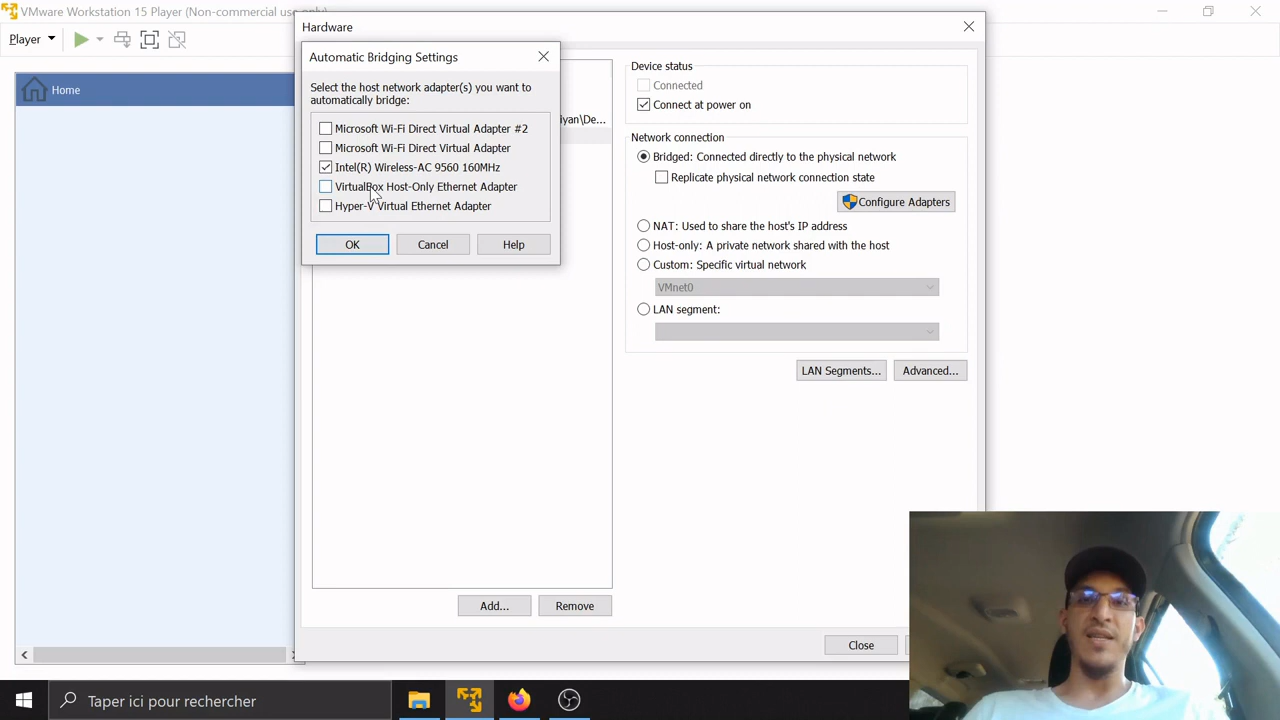 VMware Workstation 15 Player (Non-commercial use only)
Player
Home
Hardware
Automatic Bridging Settings
Select the host network adapter(s) you want to
automatically bridge:
Microsoft Wi-Fi Direct Virtual Adapter #2
Microsoft Wi-Fi Direct Virtual Adapter
Intel(R) Wireless-AC 9560 160MHz
VirtualBox Host-Only Ethernet Adapter
Hyper-V Virtual Ethernet Adapter
OK
Cancel
Help
iyan\De...
Add...
Remove
Device status
Connected
Connect at power on
Network connection
Bridged: Connected directly to the physical network
Replicate physical network connection state
Configure Adapters
NAT: Used to share the host's IP address
Host-only: A private network shared with the host
Custom: Specific virtual network
VMnet0
LAN segment:
LAN Segments...
Advanced...
Close
Taper ici pour rechercher